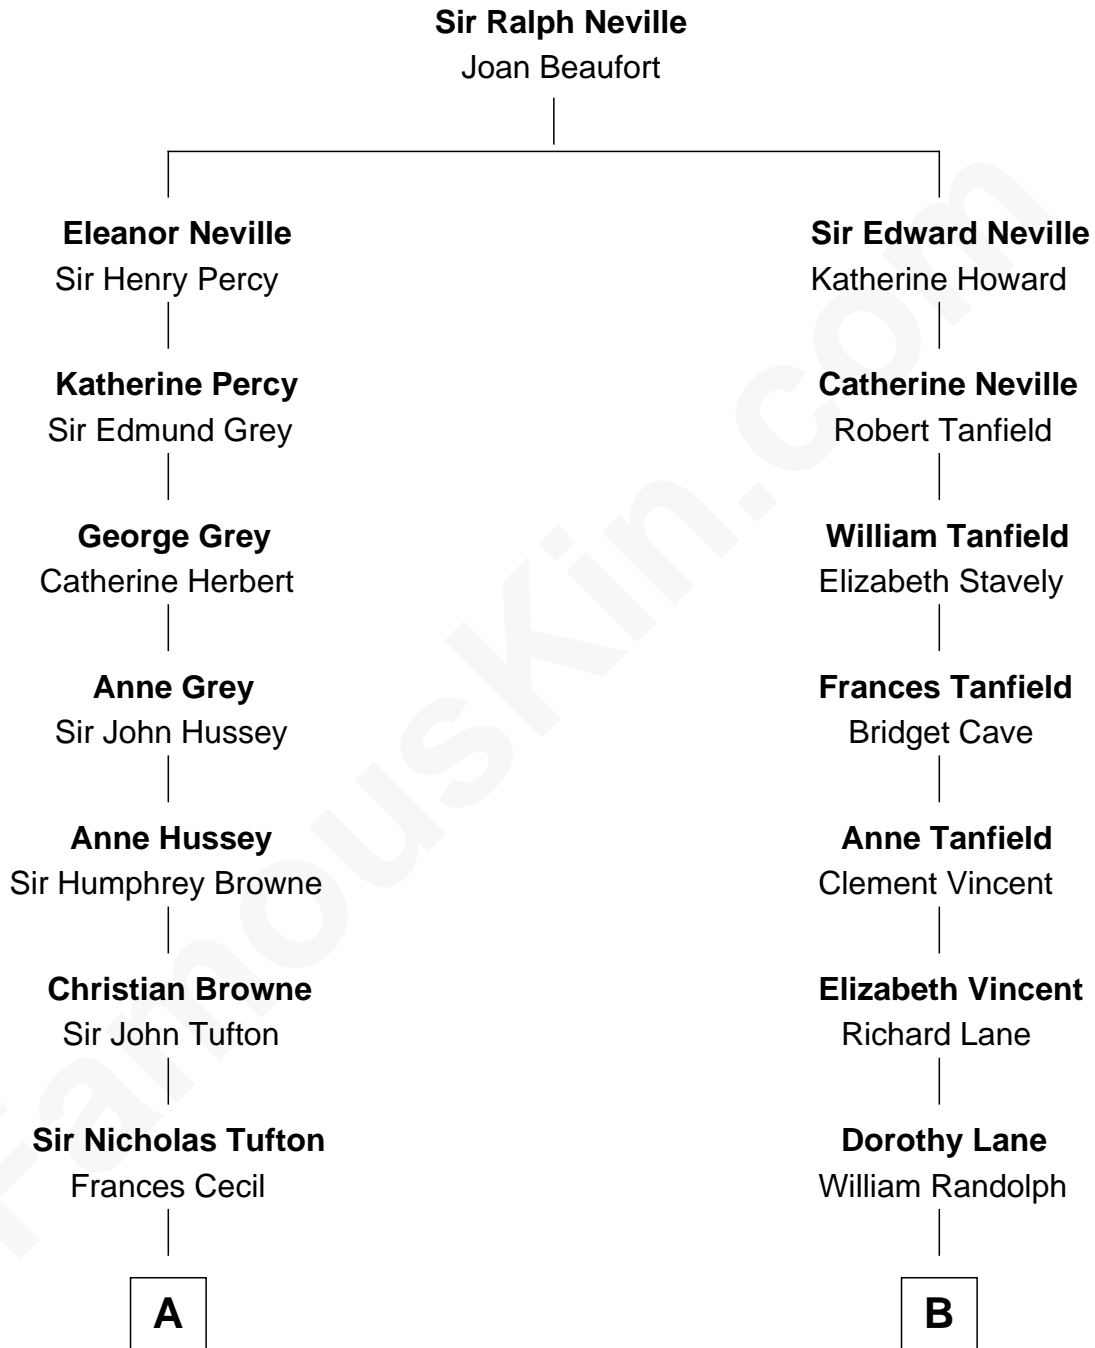 Sir Ralph Neville
Joan Beaufort
Eleanor Neville
Sir Henry Percy
Sir Edward Neville
Katherine Howard
Katherine Percy
Sir Edmund Grey
Catherine Neville
Robert Tanfield
George Grey
Catherine Herbert
William Tanfield
Elizabeth Stavely
Anne Grey
Sir John Hussey
Frances Tanfield
Bridget Cave
Anne Hussey
Sir Humphrey Browne
Anne Tanfield
Clement Vincent
Christian Browne
Sir John Tufton
Elizabeth Vincent
Richard Lane
Sir Nicholas Tufton
Frances Cecil
Dorothy Lane
William Randolph
A
B
FamousKin.com